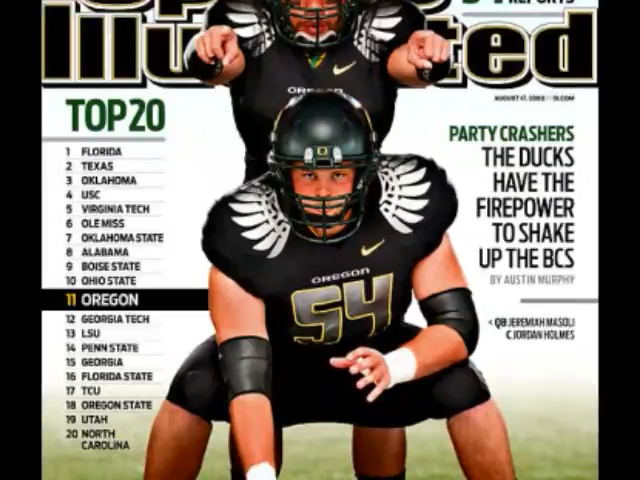 Illustrated
REPORTS
AUGUST 17, 2009 SI.COM
TOP 20
1 FLORIDA
2 TEXAS
3 OKLAHOMA
4 USC
5 VIRGINIA TECH
6 OLE MISS
7 OKLAHOMA STATE
8 ALABAMA
9 BOISE STATE
10 OHIO STATE
11 OREGON
12 GEORGIA TECH
13 LSU
14 PENN STATE
15 GEORGIA
16 FLORIDA STATE
17 TCU
18 OREGON STATE
19 UTAH
20 NORTH
CAROLINA
PARTY CRASHERS
THE DUCKS
HAVE THE
FIREPOWER
TO SHAKE
UP THE BCS
BY AUSTIN MURPHY
< QB JEREMIAH MASOLI
C JORDAN HOLMES
OREGON
O
OREGON
54